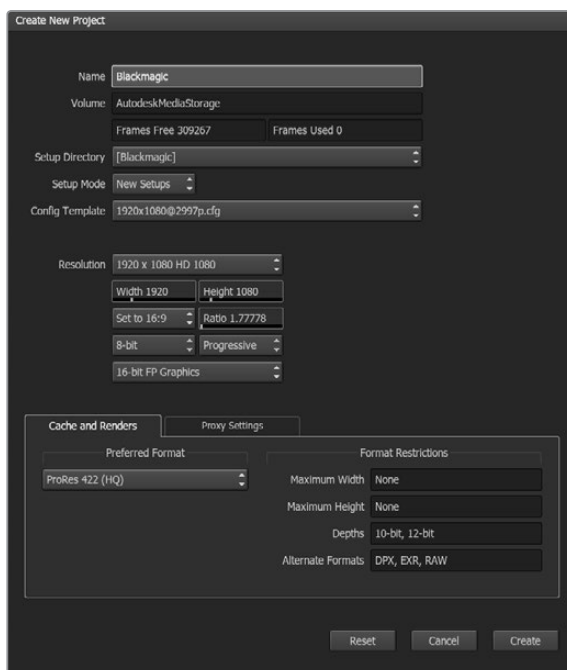 Create New Project
Name Blackmagic
Volume AutodeskMediaStorage
Frames Free 309267 Frames Used 0
Setup Directory [Blackmagic]
Setup Mode New Setups
Config Template 1920x1080@2997p.cfg
Resolution 1920 x 1080 HD 1080
Width 1920 Height 1080
Set to 16:9 Ratio 1.77778
8-bit Progressive
16-bit FP Graphics
Cache and Renders Proxy Settings
Preferred Format Format Restrictions
ProRes 422 (HQ) Maximum Width None
Maximum Height None
Depths 10-bit, 12-bit
Alternate Formats DPX, EXR, RAW
Reset Cancel Create